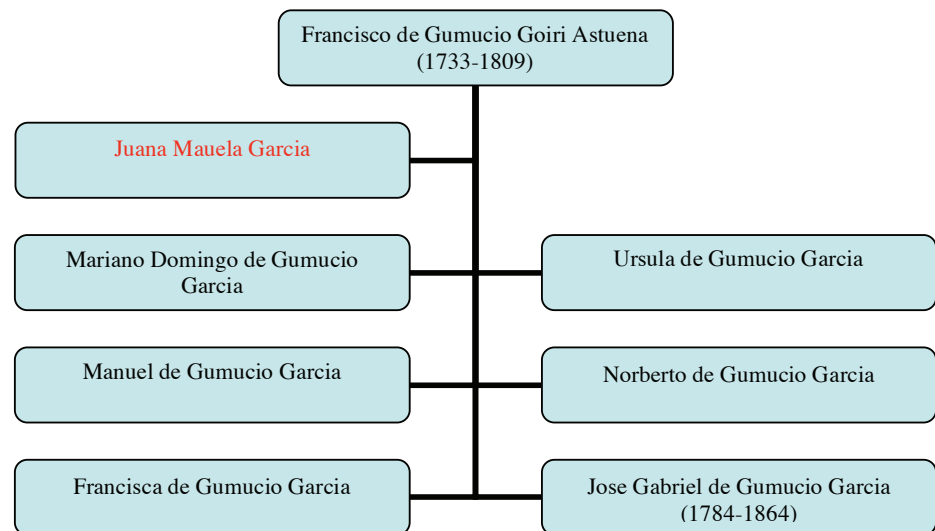 Francisco de Gumucio Goiri Astuena
(1733-1809)
Juana Mauela Garcia
Mariano Domingo de Gumucio
Garcia
Ursula de Gumucio Garcia
Manuel de Gumucio Garcia
Norberto de Gumucio Garcia
Francisca de Gumucio Garcia
Jose Gabriel de Gumucio Garcia
(1784-1864)